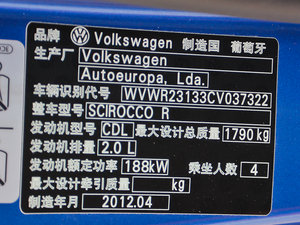 品牌 Volkswagen 制造国 葡萄牙
生产厂 Volkswagen
Autoeuropa, Lda.
车辆识别代号 WVWWR23133CV037322
整车型号 SCIROCCO R
发动机型号 CDL 最大设计总质量 1790 kg
发动机排量 2.0 L
发动机额定功率 188kW 乘坐人数 4
最大设计牵引质量 kg
制造年月 2012.04